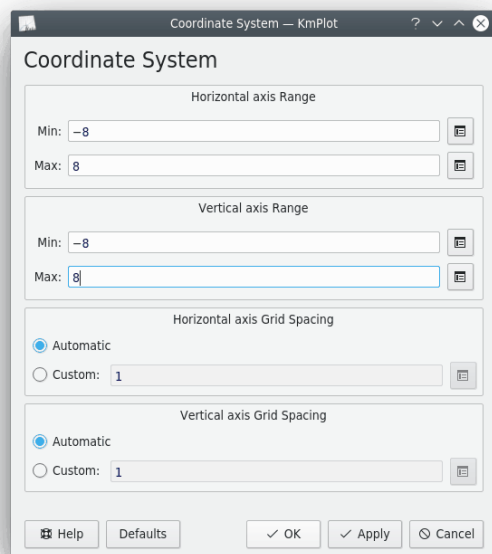 Coordinate System — KmPlot
Coordinate System
Horizontal axis Range
Min: −8
Max: 8
Vertical axis Range
Min: −8
Max: 8
Horizontal axis Grid Spacing
Automatic
Custom: 1
Vertical axis Grid Spacing
Automatic
Custom: 1
Help Defaults OK Apply Cancel